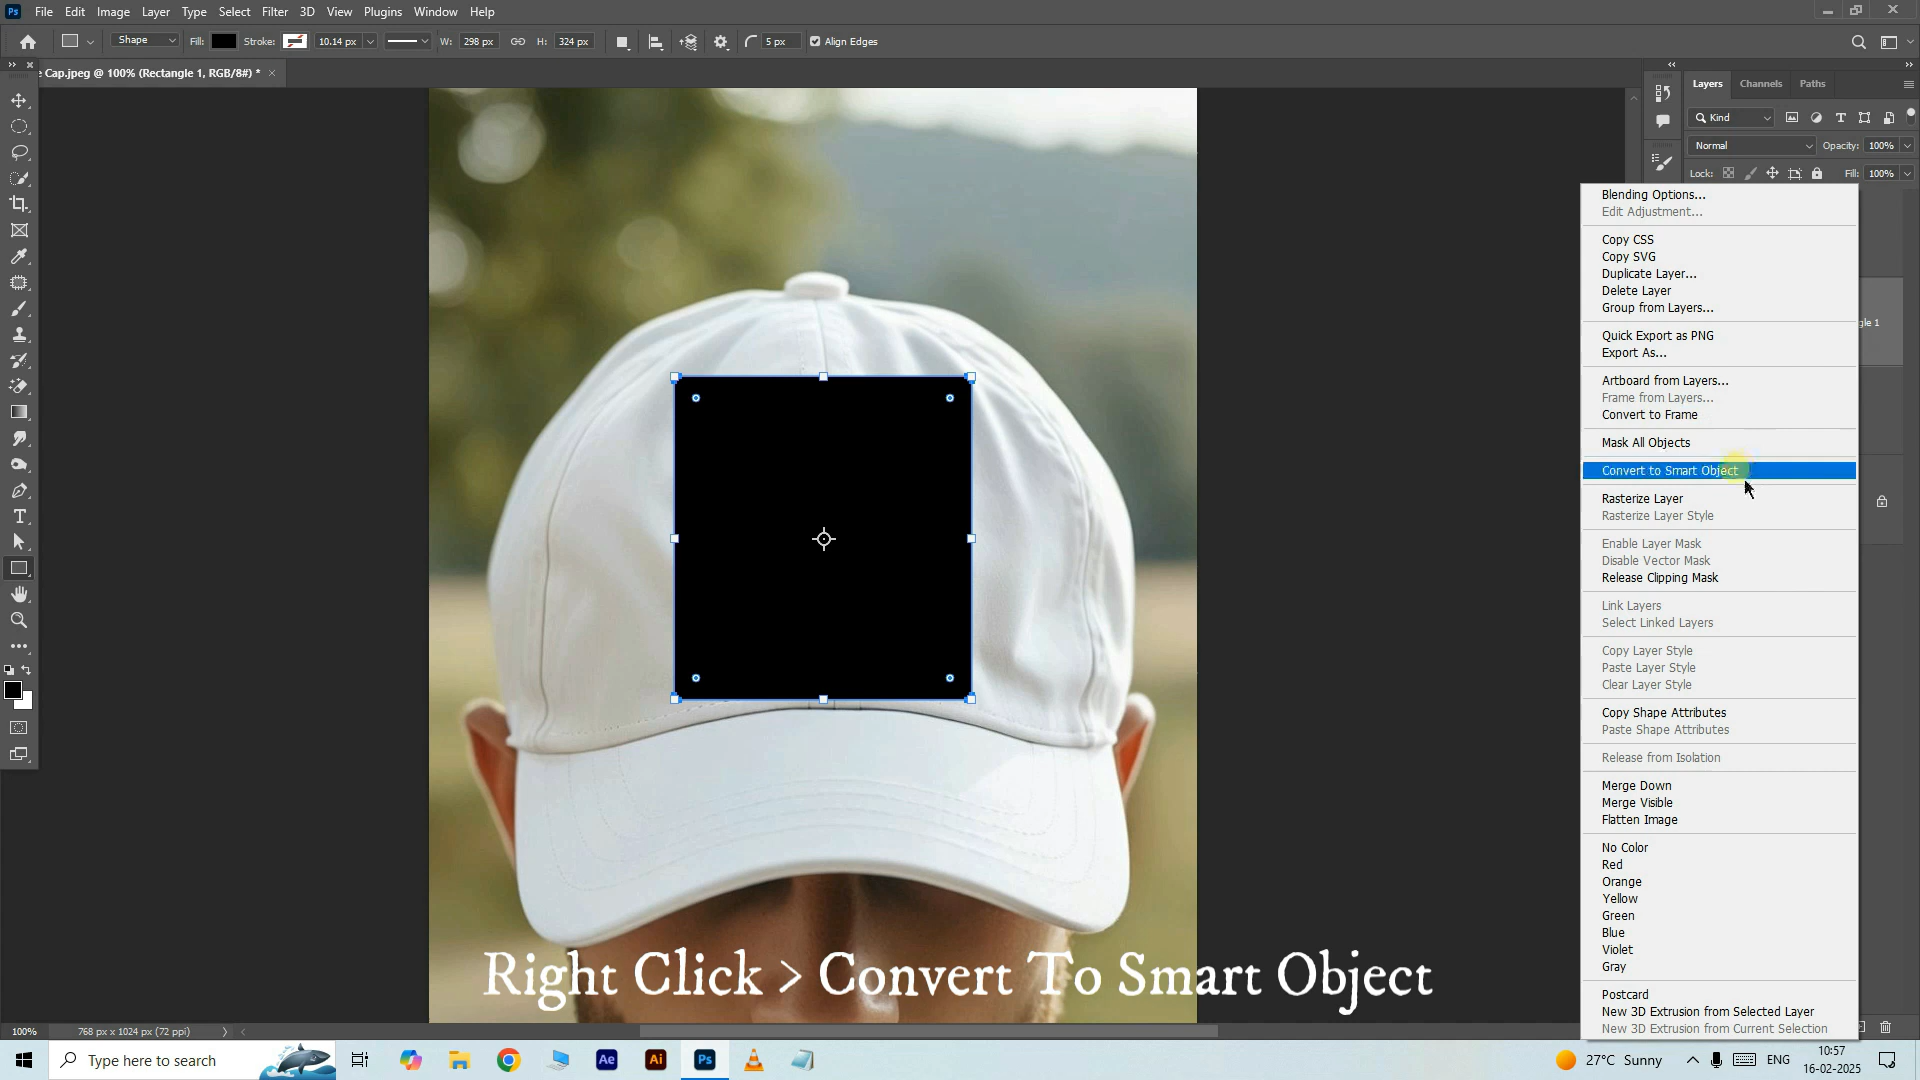 Ps File Edit Image Layer Type Select Filter 3D View Plugins Window Help
Shape Fill: Stroke: 10.14 px W: 298 px H: 324 px 5 px Align Edges
e Cap.jpeg @ 100% (Rectangle 1, RGB/8#) * ×
Layers Channels Paths
Kind
Normal Opacity: 100%
Lock: Fill: 100%
gle 1
Blending Options...
Edit Adjustment...
Copy CSS
Copy SVG
Duplicate Layer...
Delete Layer
Group from Layers...
Quick Export as PNG
Export As...
Artboard from Layers...
Frame from Layers...
Convert to Frame
Mask All Objects
Convert to Smart Object
Rasterize Layer
Rasterize Layer Style
Enable Layer Mask
Disable Vector Mask
Release Clipping Mask
Link Layers
Select Linked Layers
Copy Layer Style
Paste Layer Style
Clear Layer Style
Copy Shape Attributes
Paste Shape Attributes
Release from Isolation
Merge Down
Merge Visible
Flatten Image
No Color
Red
Orange
Yellow
Green
Blue
Violet
Gray
Postcard
New 3D Extrusion from Selected Layer
New 3D Extrusion from Current Selection
Right Click > Convert To Smart Object
100% 768 px x 1024 px (72 ppi)
Type here to search
Ae Ai Ps
27°C Sunny ENG
10:57
16-02-2025